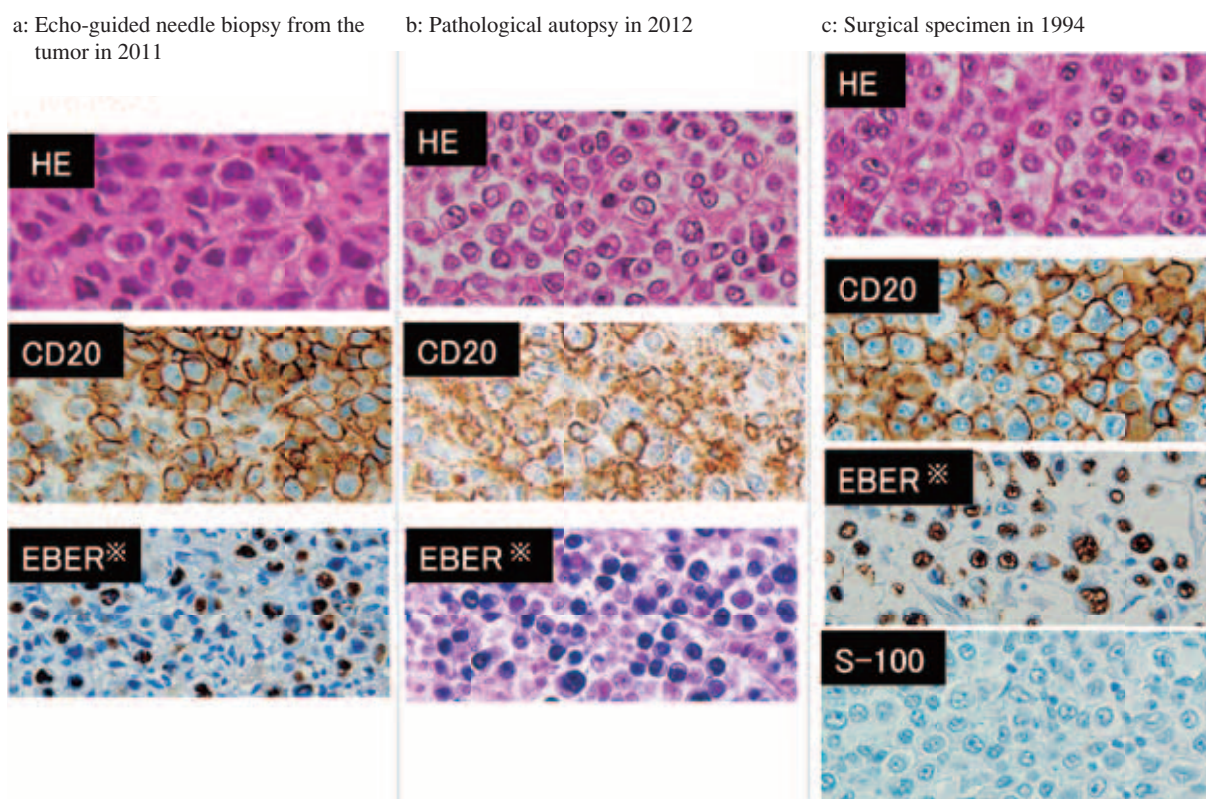 a: Echo-guided needle biopsy from the
tumor in 2011
HE
CD20
EBER※
b: Pathological autopsy in 2012
HE
CD20
EBER※
c: Surgical specimen in 1994
HE
CD20
EBER※
S-100